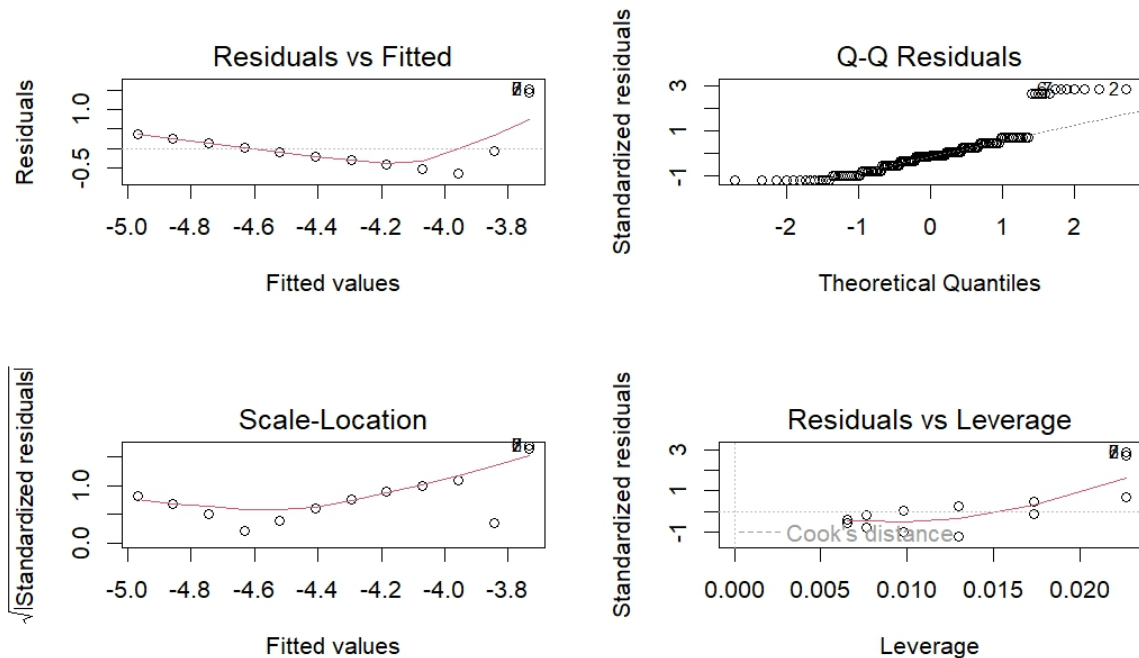 Residuals vs Fitted
Residuals
1.0
-0.5
-5.0 -4.8 -4.6 -4.4 -4.2 -4.0 -3.8
Fitted values
Q-Q Residuals
Standardized residuals
3
1
-1
2
-2 -1 0 1 2
Theoretical Quantiles
Scale-Location
√|Standardized residuals|
1.0
0.0
-5.0 -4.8 -4.6 -4.4 -4.2 -4.0 -3.8
Fitted values
Residuals vs Leverage
Standardized residuals
3
1
-1
Cook's distance
0.000 0.005 0.010 0.015 0.020
Leverage